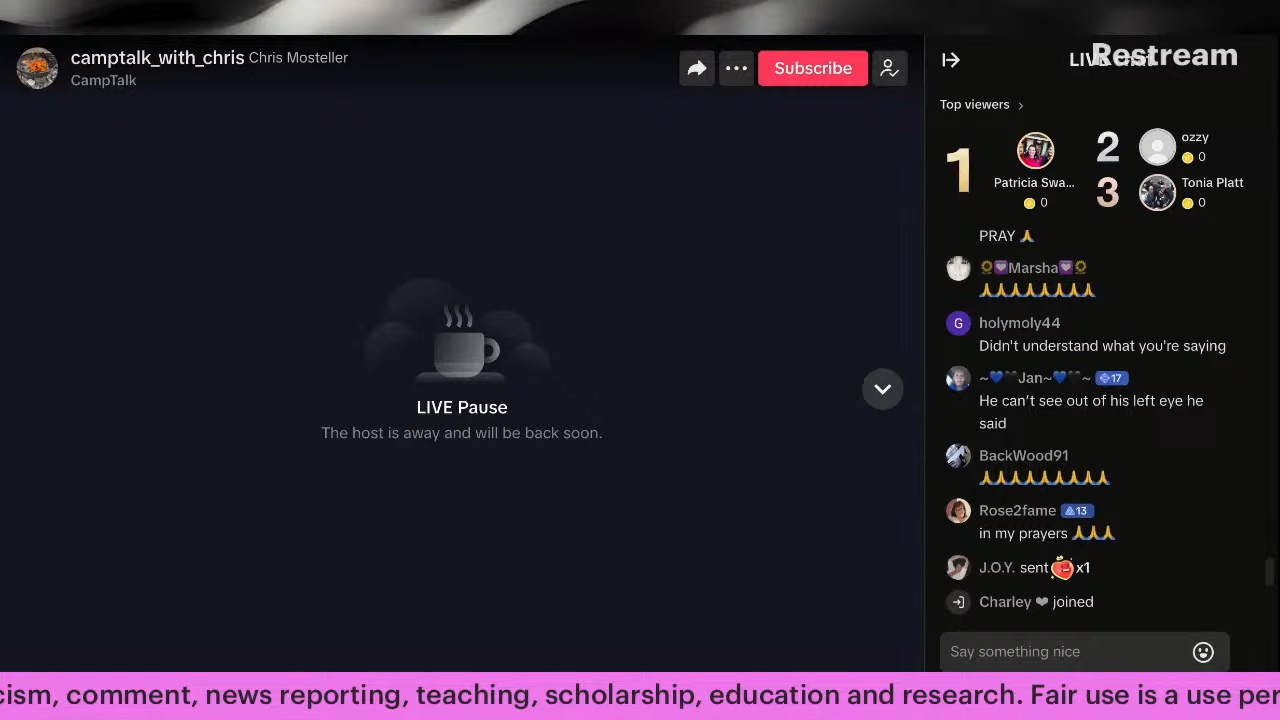 camptalk_with_chris Chris Mosteller
CampTalk
Subscribe
LIVE
Restream
Top viewers
1
Patricia Swa...
0
2
ozzy
0
3
Tonia Platt
0
PRAY 🙏
🌻💟Marsha💟🌻
🙏🙏🙏🙏🙏🙏🙏🙏
G
holymoly44
Didn't understand what you're saying
~💙🖤Jan~💙🖤~ 17
He can't see out of his left eye he
said
BackWood91
🙏🙏🙏🙏🙏🙏🙏🙏🙏
Rose2fame 13
in my prayers 🙏🙏🙏
J.O.Y. sent x1
Charley ❤ joined
Say something nice
LIVE Pause
The host is away and will be back soon.
cism, comment, news reporting, teaching, scholarship, education and research. Fair use is a use per